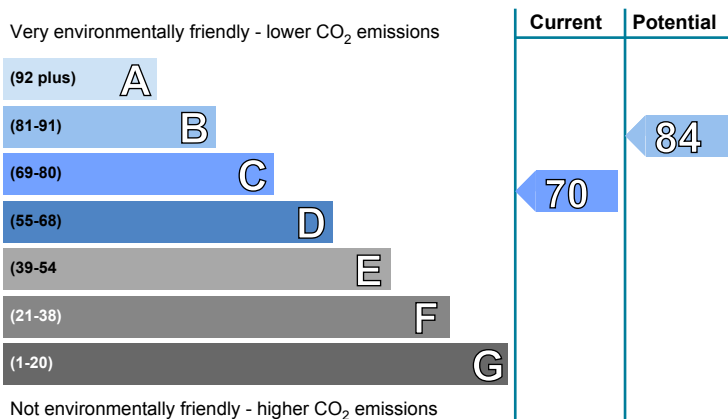 Current Potential
Very environmentally friendly - lower CO2 emissions
(92 plus) A
(81-91) B
84
(69-80) C
70
(55-68) D
(39-54 E
(21-38) F
(1-20) G
Not environmentally friendly - higher CO2 emissions